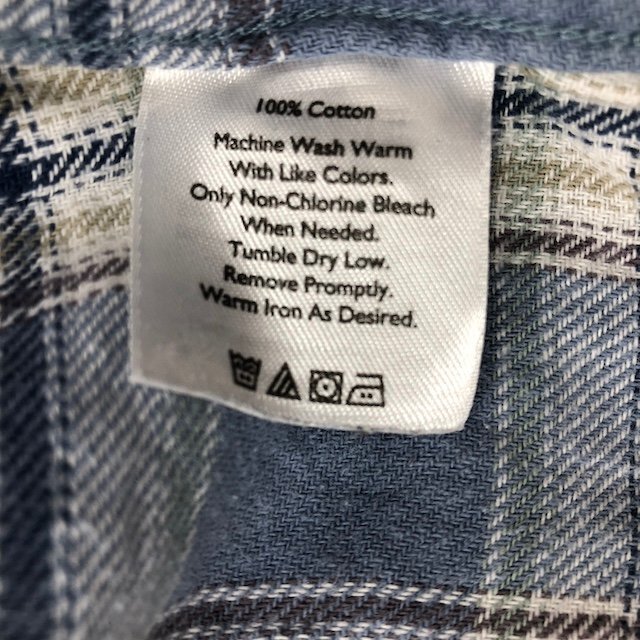 100% Cotton
Machine Wash Warm
With Like Colors.
Only Non-Chlorine Bleach
When Needed.
Tumble Dry Low.
Remove Promptly.
Warm Iron As Desired.